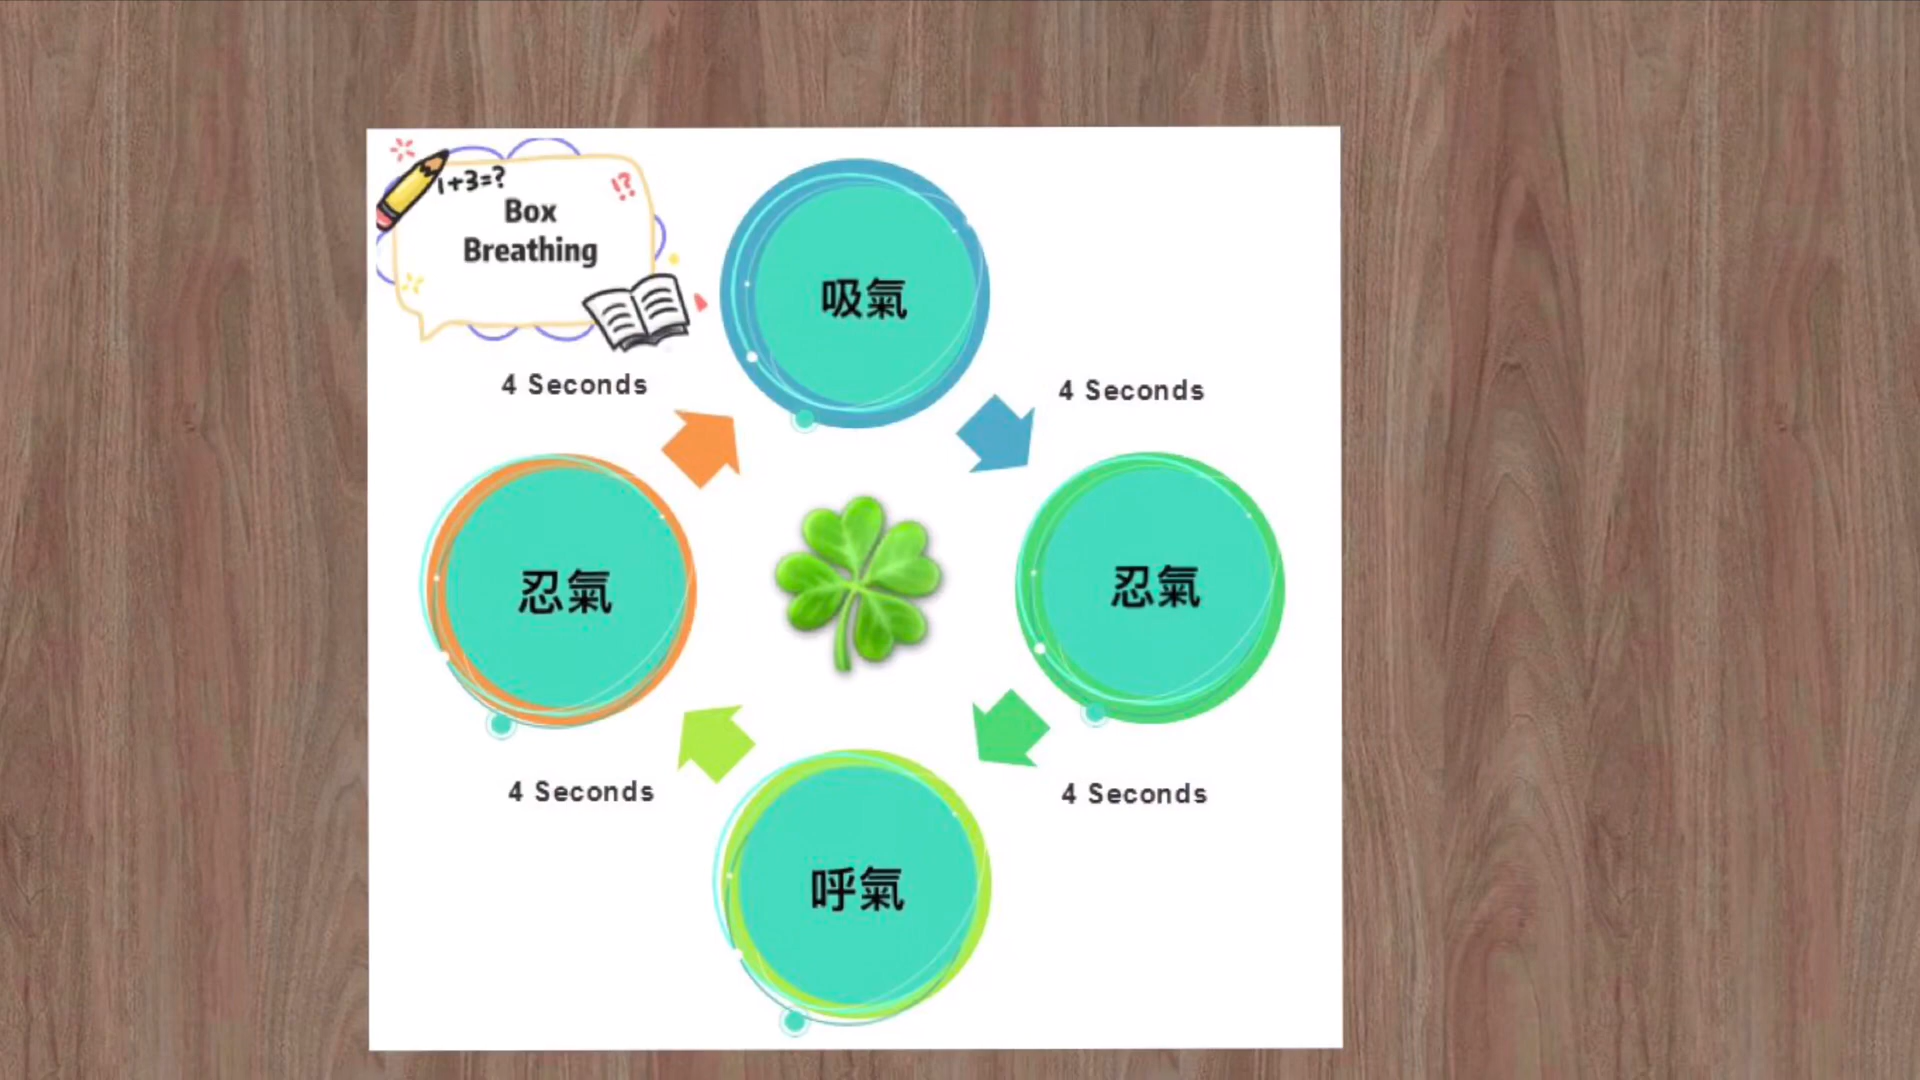 1+3=?
!?
Box
Breathing
吸氣
4 Seconds
4 Seconds
忍氣
忍氣
4 Seconds
4 Seconds
呼氣